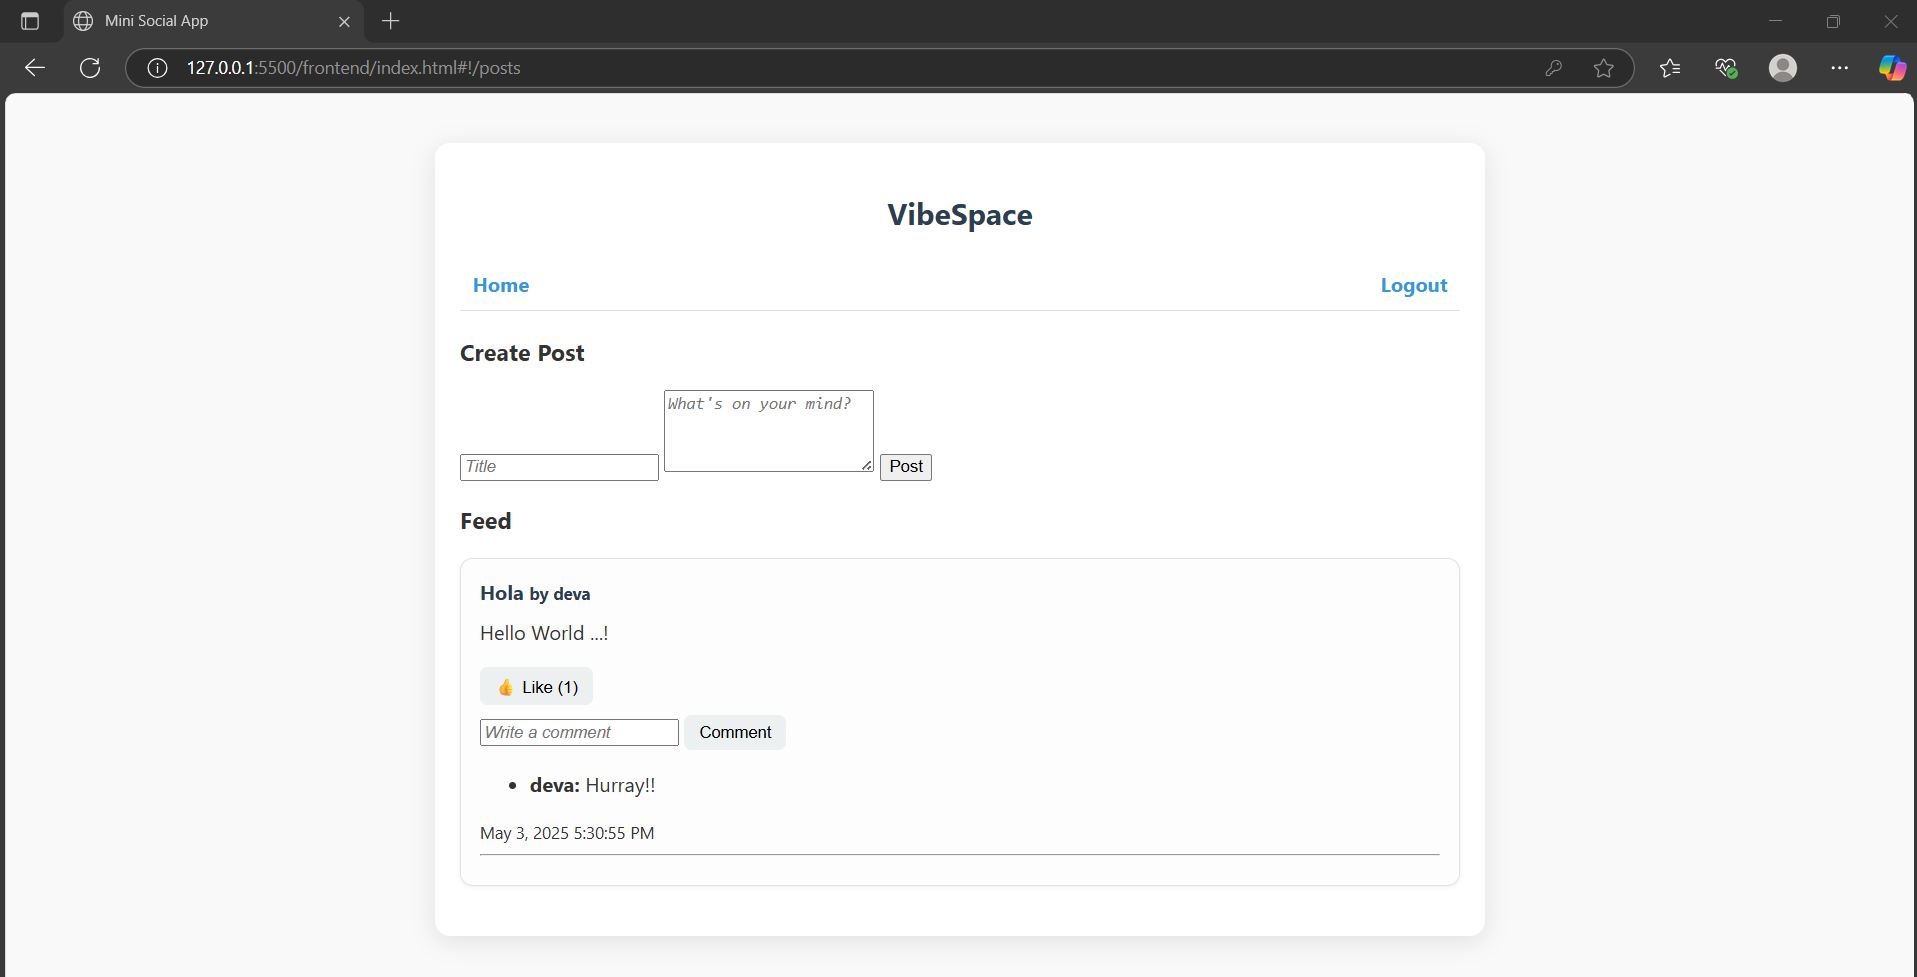 Mini Social App
127.0.0.1:5500/frontend/index.html#!/posts
VibeSpace
Home
Logout
Create Post
What's on your mind?
Title
Post
Feed
Hola by deva
Hello World ...!
👍 Like (1)
Write a comment
Comment
• deva: Hurray!!
May 3, 2025 5:30:55 PM